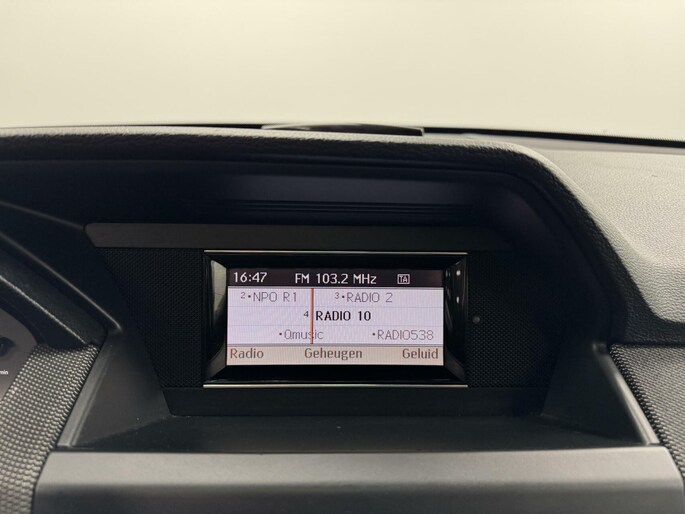 16:47 FM 103.2 MHz TA
2•NPO R1 3•RADIO 2
4 RADIO 10
•Qmusic •RADIO538
Radio Geheugen Geluid
min